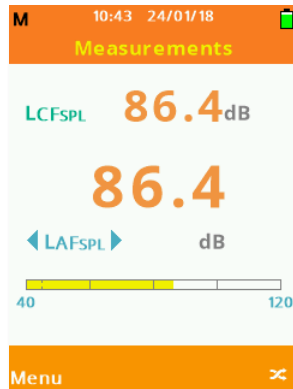 M 10:43 24/01/18
Measurements
LCFSPL 86.4dB
86.4
LAFSPL dB
40 120
Menu